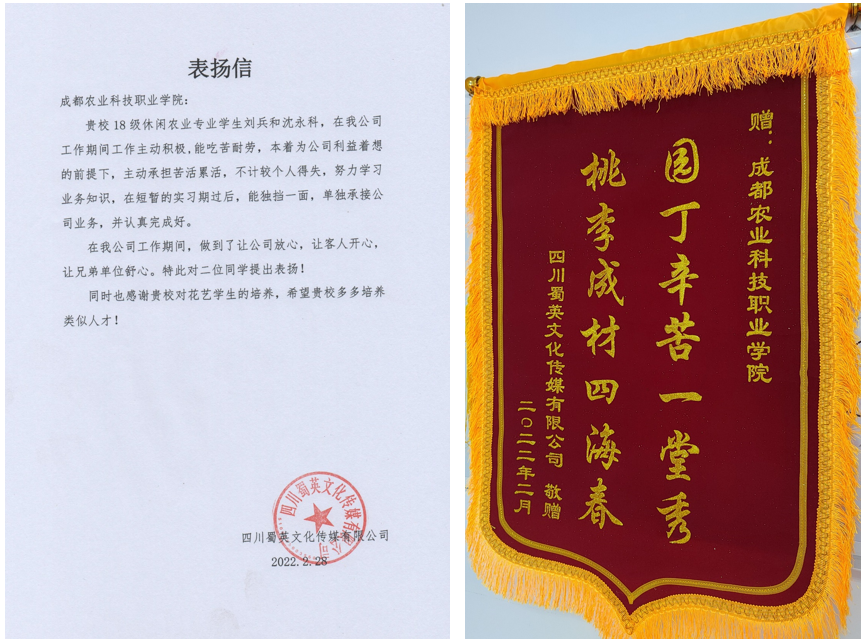 表扬信
成都农业科技职业学院：
贵校18级休闲农业专业学生刘兵和沈永科，在我公司
工作期间工作主动积极,能吃苦耐劳，本着为公司利益着想
的前提下，主动承担苦活累活，不计较个人得失，努力学习
业务知识，在短暂的实习期过后，能独挡一面，单独承接公
司业务，并认真完成好。
在我公司工作期间，做到了让公司放心，让客人开心，
让兄弟单位舒心。特此对二位同学提出表扬！
同时也感谢贵校对花艺学生的培养，希望贵校多多培养
类似人才！
四川蜀英文化传媒有限公司
四川蜀英文化传媒有限公司
2022.2.28
赠：成都农业科技职业学院
园丁辛苦一堂秀
桃李成材四海春
四川蜀英文化传媒有限公司 敬赠
二〇二二年二月